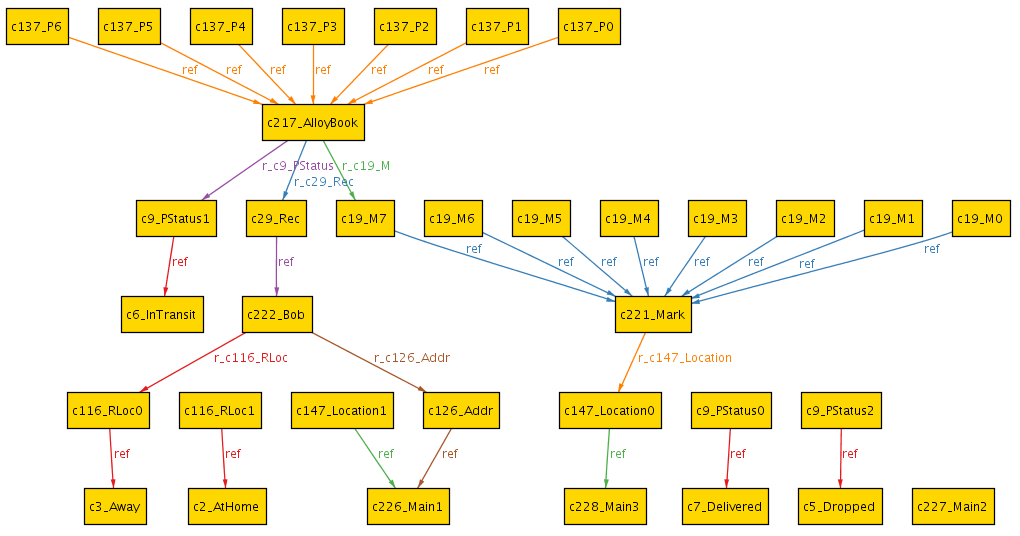 c137_P6 c137_P5 c137_P4 c137_P3 c137_P2 c137_P1 c137_P0
ref ref ref ref ref ref ref
c217_AlloyBook
r_c9_PStatus r_c19_M
r_c29_Rec
c9_PStatus1 c29_Rec c19_M7 c19_M6 c19_M5 c19_M4 c19_M3 c19_M2 c19_M1 c19_M0
ref ref ref ref ref ref ref ref ref ref
c6_InTransit c222_Bob c221_Mark
r_c116_RLoc r_c126_Addr r_c147_Location
c116_RLoc0 c116_RLoc1 c147_Location1 c126_Addr c147_Location0 c9_PStatus0 c9_PStatus2
ref ref ref ref ref ref ref
c3_Away c2_AtHome c226_Main1 c228_Main3 c7_Delivered c5_Dropped c227_Main2